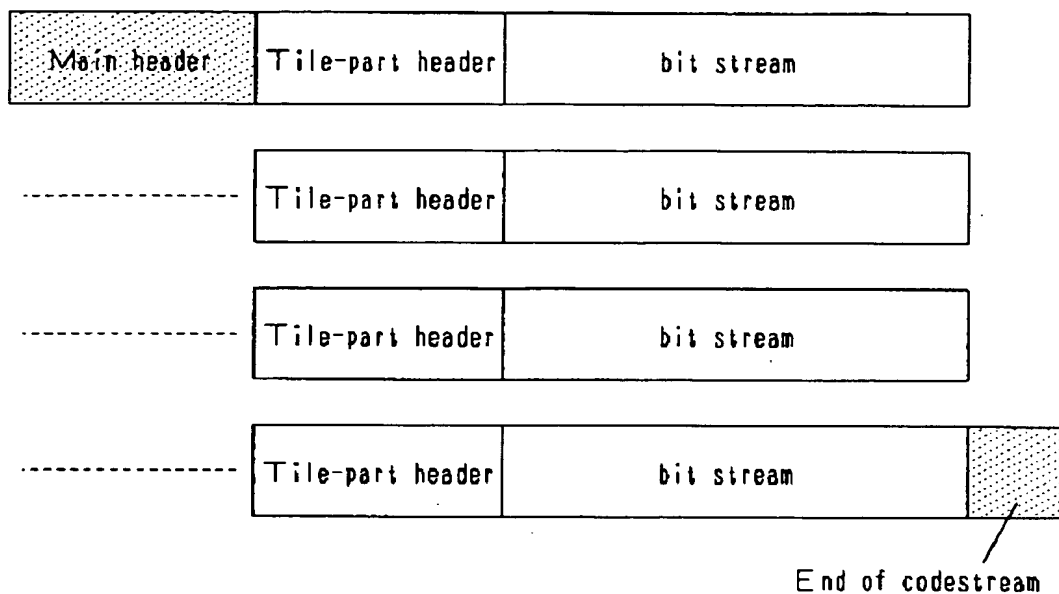 Main header Tile-part header bit stream
Tile-part header bit stream
Tile-part header bit stream
Tile-part header bit stream
End of codestream